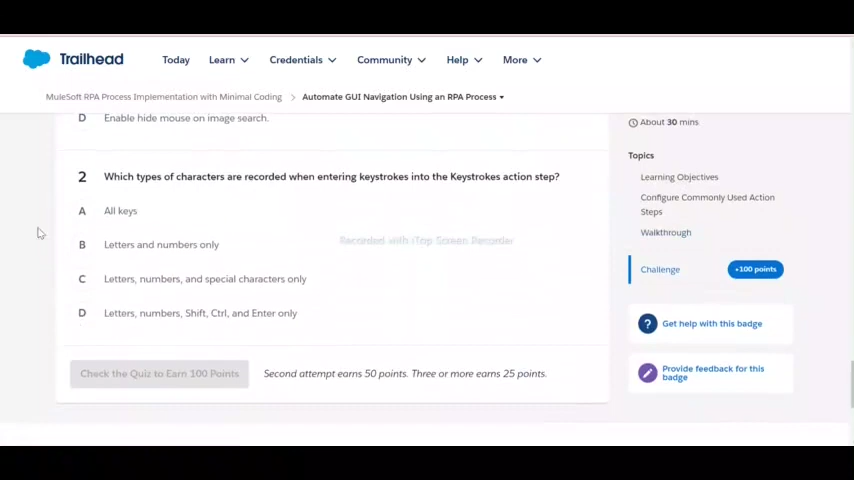 Trailhead
Today Learn Credentials Community Help More
MuleSoft RPA Process Implementation with Minimal Coding > Automate GUI Navigation Using an RPA Process
D Enable hide mouse on image search.
About 30 mins
2 Which types of characters are recorded when entering keystrokes into the Keystrokes action step?
A All keys
B Letters and numbers only
C Letters, numbers, and special characters only
D Letters, numbers, Shift, Ctrl, and Enter only
Check the Quiz to Earn 100 Points Second attempt earns 50 points. Three or more earns 25 points.
Topics
Learning Objectives
Configure Commonly Used Action
Steps
Walkthrough
Challenge +100 points
? Get help with this badge
Provide feedback for this
badge
Recorded with iTop Screen Recorder